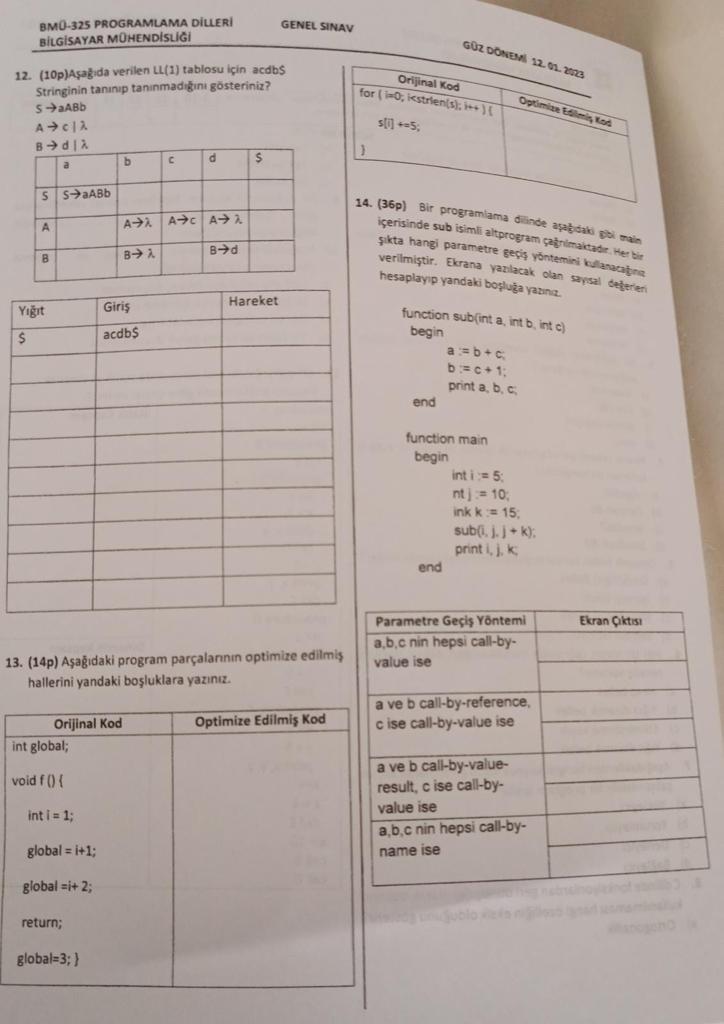 BMÜ-325 PROGRAMLAMA DİLLERİ
BİLGİSAYAR MÜHENDİSLİĞİ
GENEL SINAV
GÜZ DÖNEMİ 12. 01. 2023
12. (10p)Aşağıda verilen LL(1) tablosu için acdb$
Stringinin tanınıp tanınmadığını gösteriniz?
S →aABb
A → c | λ
B → d | λ
a b c d $
S S→aABb
A A→λ A→c A→ λ
B B→ λ B→d
Yığıt Giriş Hareket
$ acdb$
13. (14p) Aşağıdaki program parçalarının optimize edilmiş
hallerini yandaki boşluklara yazınız.
Orijinal Kod Optimize Edilmiş Kod
int global;
void f () {
int i = 1;
global = i+1;
global =i+ 2;
return;
global=3; }
Orijinal Kod Optimize Edilmiş Kod
for ( i=0; i<strlen(s); i++ ) {
s[i] +=5;
}
14. (36p) Bir programlama dilinde aşağıdaki gibi main
içerisinde sub isimli altprogram çağrılmaktadır. Her bir
şıkta hangi parametre geçiş yöntemini kullanacağınız
verilmiştir. Ekrana yazılacak olan sayısal değerleri
hesaplayıp yandaki boşluğa yazınız.
function sub(int a, int b, int c)
begin
a := b + c;
b := c + 1;
print a, b, c;
end
function main
begin
int i := 5;
nt j := 10;
ink k := 15;
sub(i, j, j + k);
print i, j, k;
end
Parametre Geçiş Yöntemi Ekran Çıktısı
a,b,c nin hepsi call-by-
value ise
a ve b call-by-reference,
c ise call-by-value ise
a ve b call-by-value-
result, c ise call-by-
value ise
a,b,c nin hepsi call-by-
name ise